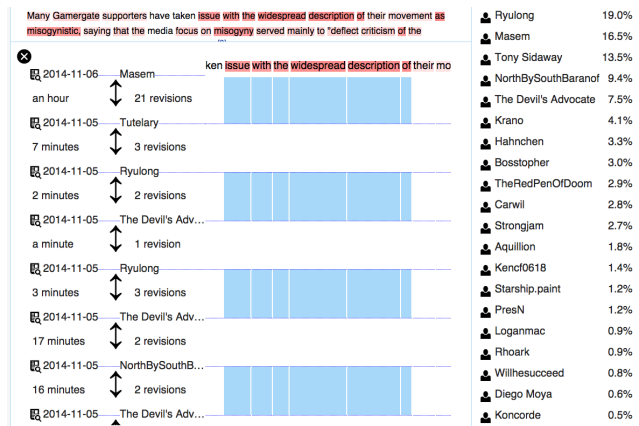 Many Gamergate supporters have taken issue with the widespread description of their movement as
misogynistic, saying that the media focus on misogyny served mainly to "deflect criticism of the
ken issue with the widespread description of their mo
2014-11-06 Masem
an hour 21 revisions
2014-11-05 Tutelary
7 minutes 3 revisions
2014-11-05 Ryulong
2 minutes 2 revisions
2014-11-05 The Devil's Adv...
a minute 1 revision
2014-11-05 Ryulong
3 minutes 3 revisions
2014-11-05 The Devil's Adv...
17 minutes 2 revisions
2014-11-05 NorthBySouthB...
16 minutes 2 revisions
2014-11-05 The Devil's Adv...
Ryulong 19.0%
Masem 16.5%
Tony Sidaway 13.5%
NorthBySouthBaranof 9.4%
The Devil's Advocate 7.5%
Krano 4.1%
Hahnchen 3.3%
Bosstopher 3.0%
TheRedPenOfDoom 2.9%
Carwil 2.8%
Strongjam 2.7%
Aquillion 1.8%
Kencf0618 1.4%
Starship.paint 1.2%
PresN 1.2%
Loganmac 0.9%
Rhoark 0.9%
Willhesucceed 0.8%
Diego Moya 0.6%
Koncorde 0.5%